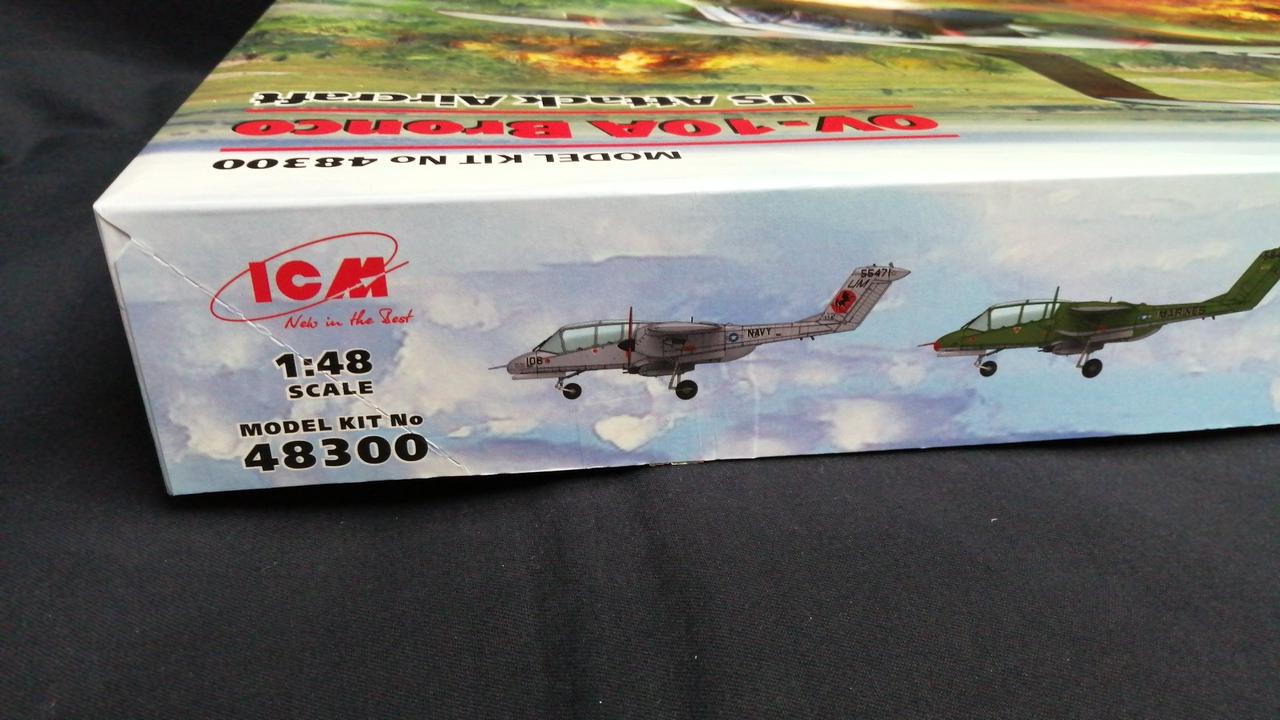 MODEL KIT No 48300
OV-10A Bronco
US Attack Aircraft
ICM
New in the Best
1:48
SCALE
MODEL KIT No
48300
55471
UM
106
NAVY
MARINES